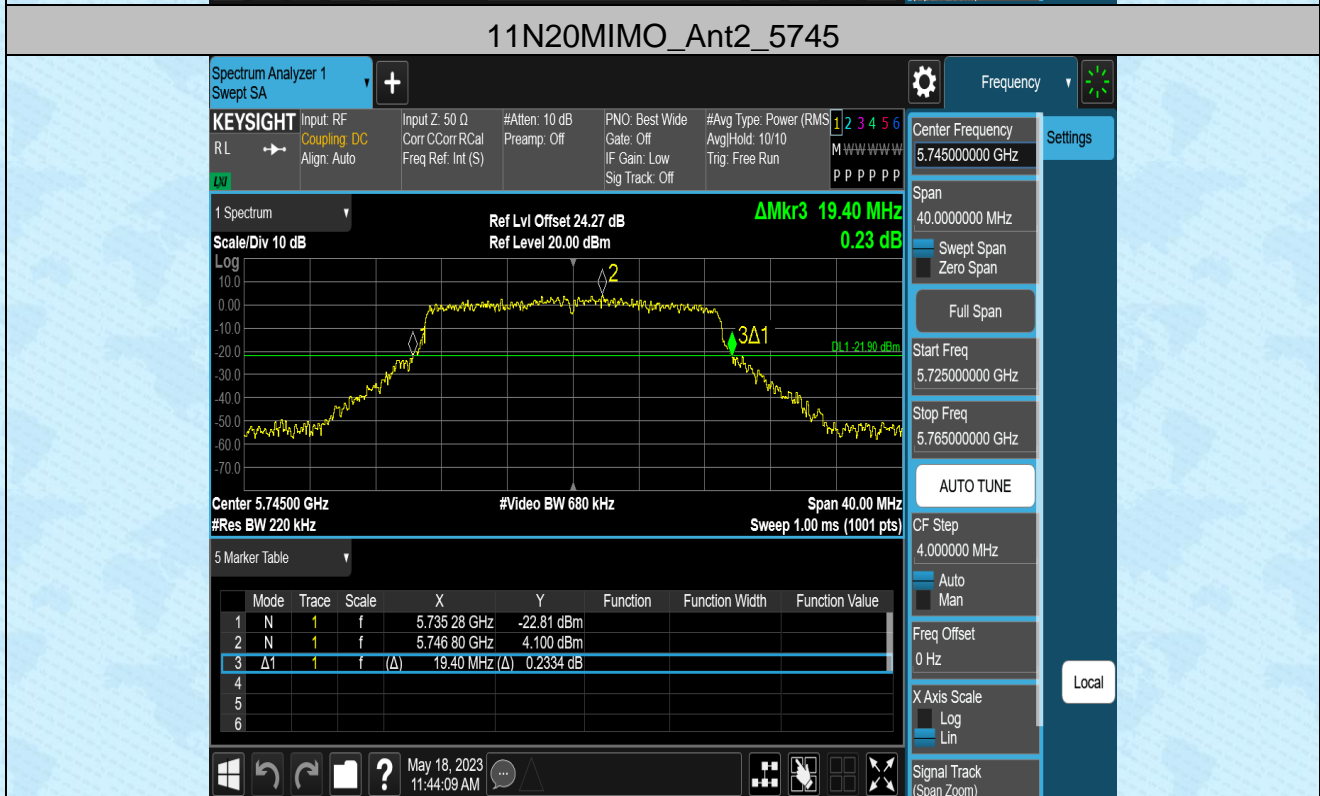 11N20MIMO_Ant2_5745
Spectrum Analyzer 1
Swept SA
Frequency
KEYSIGHT
RL
LXI
Input: RF
Coupling: DC
Align: Auto
Input Z: 50 Ω
Corr CCorr RCal
Freq Ref: Int (S)
#Atten: 10 dB
Preamp: Off
PNO: Best Wide
Gate: Off
IF Gain: Low
Sig Track: Off
#Avg Type: Power (RMS
Avg|Hold: 10/10
Trig: Free Run
1 2 3 4 5 6
M W W W W W
P P P P P P
Center Frequency
5.745000000 GHz
Settings
1 Spectrum
Scale/Div 10 dB
Ref Lvl Offset 24.27 dB
Ref Level 20.00 dBm
ΔMkr3 19.40 MHz
0.23 dB
Log
10.0
0.00
-10.0
-20.0
-30.0
-40.0
-50.0
-60.0
-70.0
1
2
3Δ1
DL1 -21.90 dBm
Center 5.74500 GHz
#Video BW 680 kHz
Span 40.00 MHz
#Res BW 220 kHz
Sweep 1.00 ms (1001 pts)
Span
40.0000000 MHz
Swept Span
Zero Span
Full Span
Start Freq
5.725000000 GHz
Stop Freq
5.765000000 GHz
AUTO TUNE
CF Step
4.000000 MHz
Auto
Man
Freq Offset
0 Hz
X Axis Scale
Log
Lin
Signal Track
(Span Zoom)
Local
5 Marker Table
Mode Trace Scale X Y Function Function Width Function Value
1 N 1 f 5.735 28 GHz -22.81 dBm
2 N 1 f 5.746 80 GHz 4.100 dBm
3 Δ1 1 f (Δ) 19.40 MHz (Δ) 0.2334 dB
4
5
6
?
May 18, 2023
11:44:09 AM